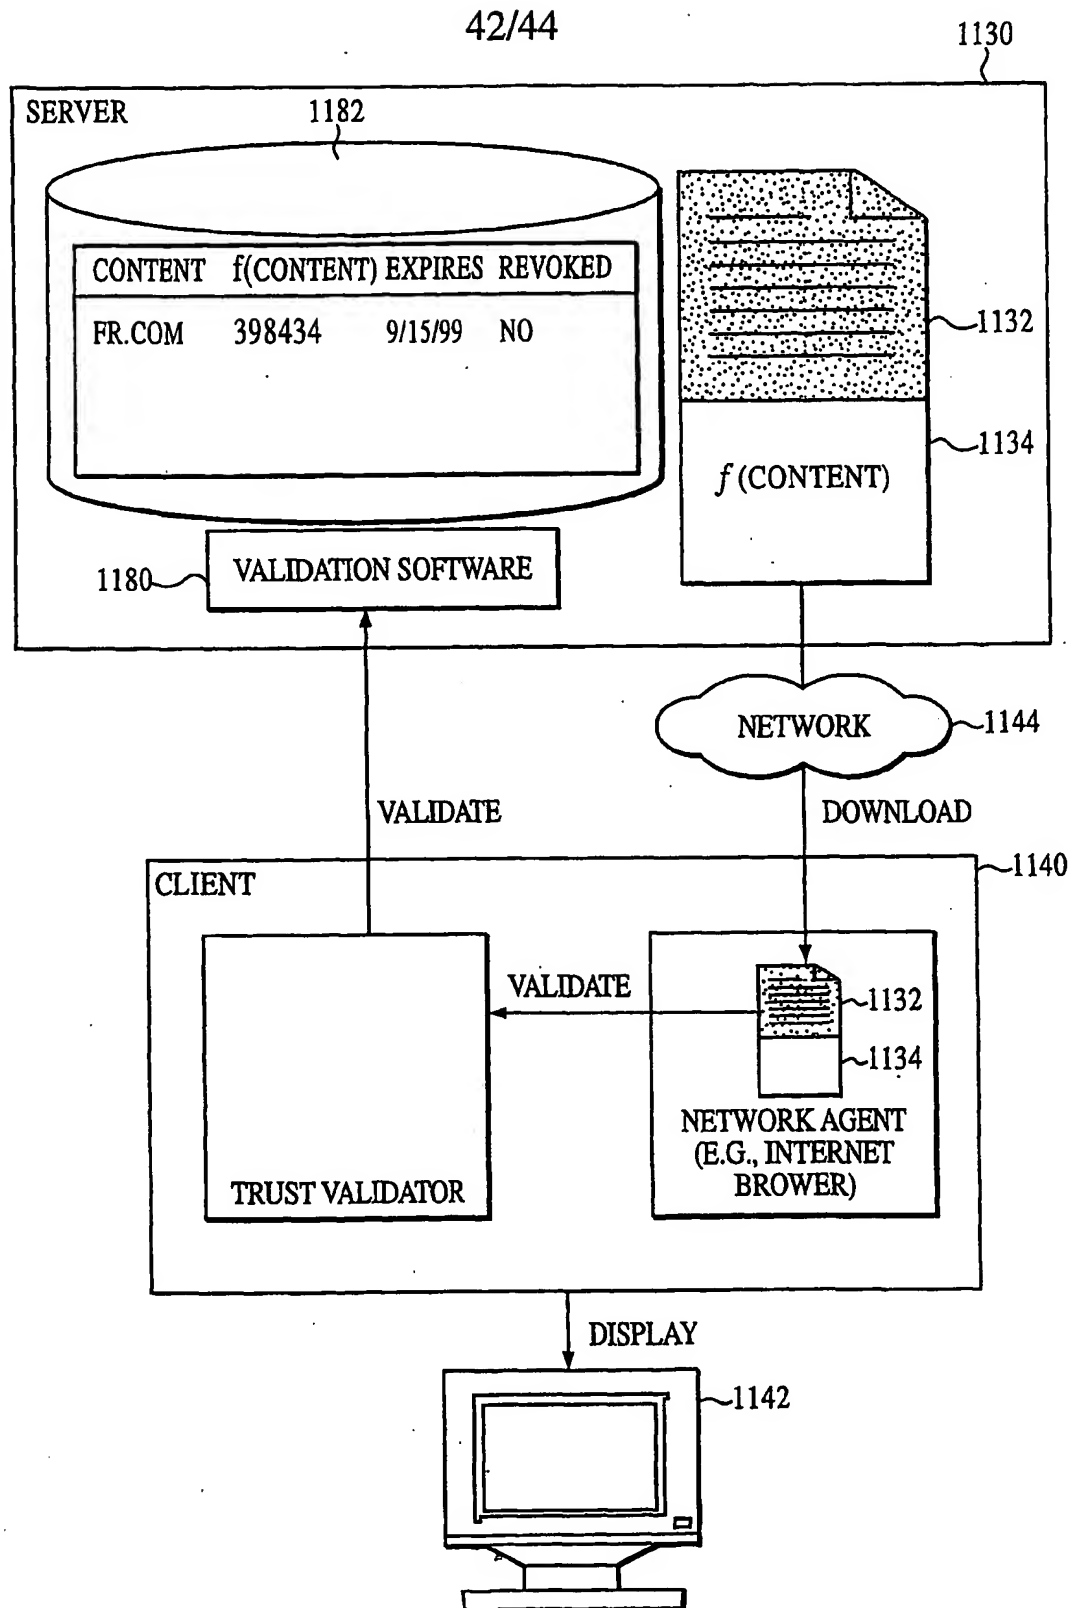 42/44
1130
SERVER
1182
CONTENT f(CONTENT) EXPIRES REVOKED
FR.COM 398434 9/15/99 NO
1132
1134
f (CONTENT)
1180
VALIDATION SOFTWARE
NETWORK
1144
VALIDATE
DOWNLOAD
1140
CLIENT
VALIDATE
1132
1134
NETWORK AGENT
(E.G., INTERNET
BROWER)
TRUST VALIDATOR
DISPLAY
1142